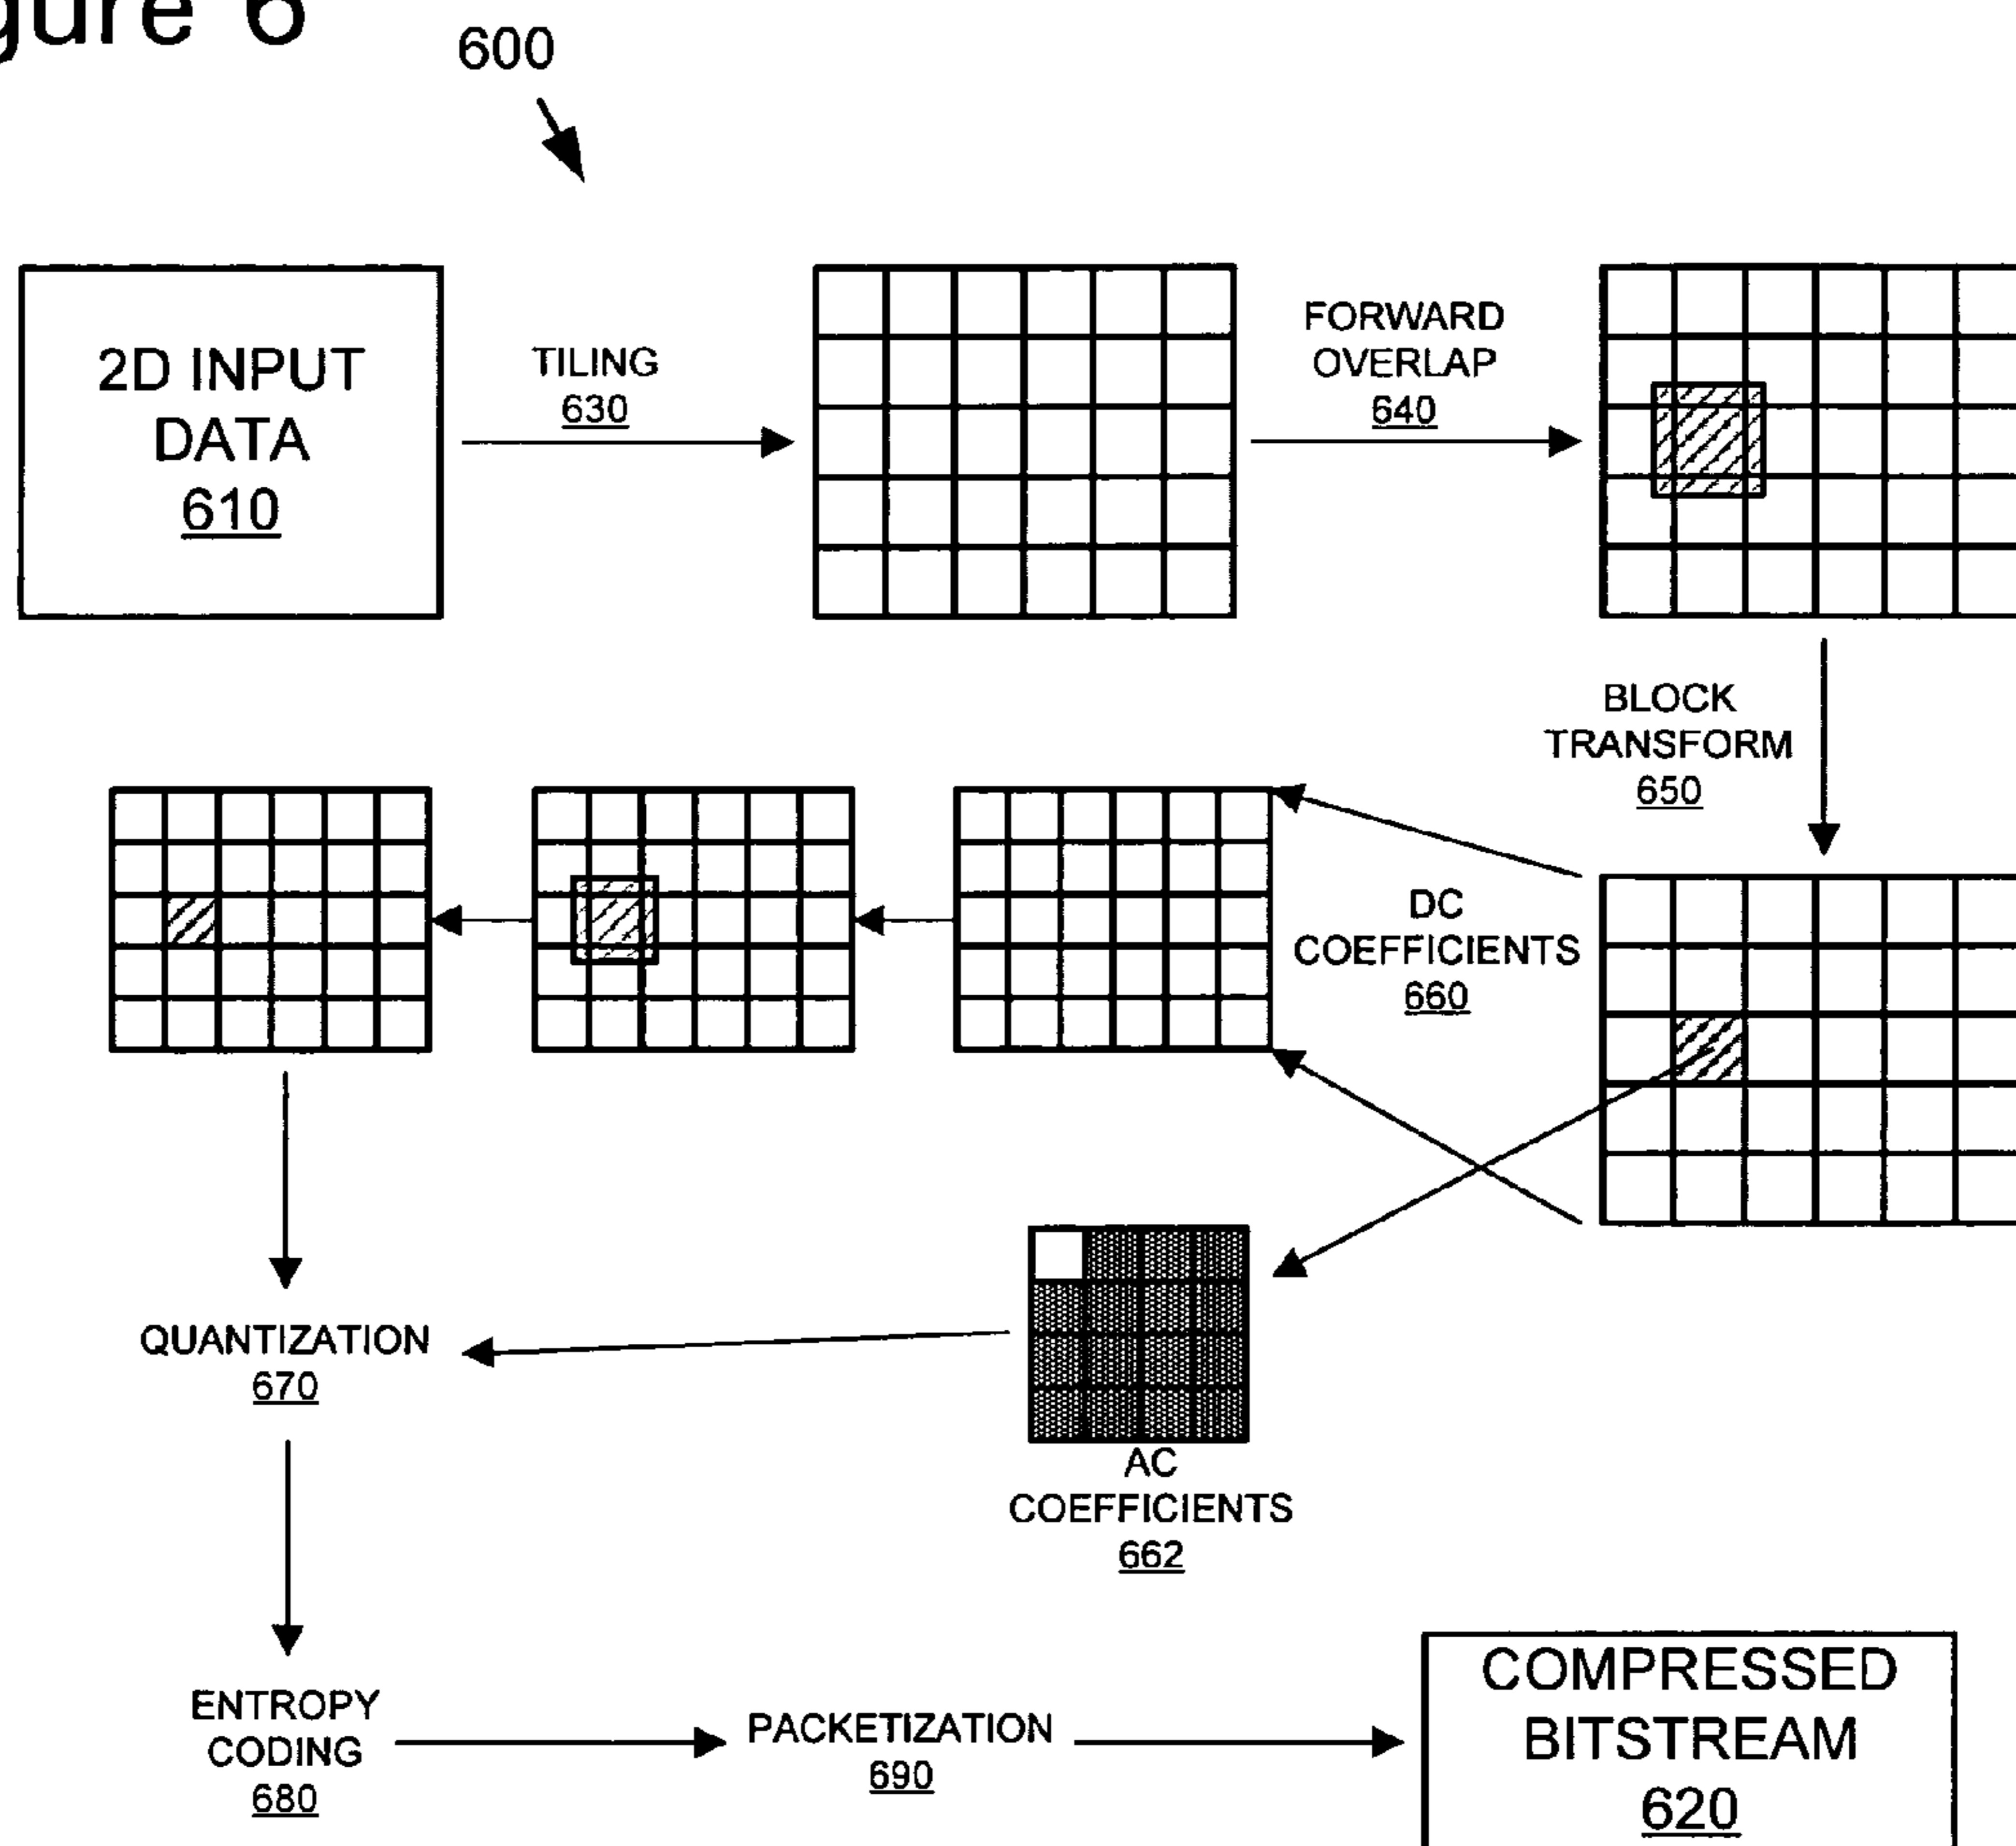 gure 6
600
2D INPUT
DATA
610
TILING
630
FORWARD
OVERLAP
640
BLOCK
TRANSFORM
650
DC
COEFFICIENTS
660
QUANTIZATION
670
AC
COEFFICIENTS
662
ENTROPY
CODING
680
PACKETIZATION
690
COMPRESSED
BITSTREAM
620